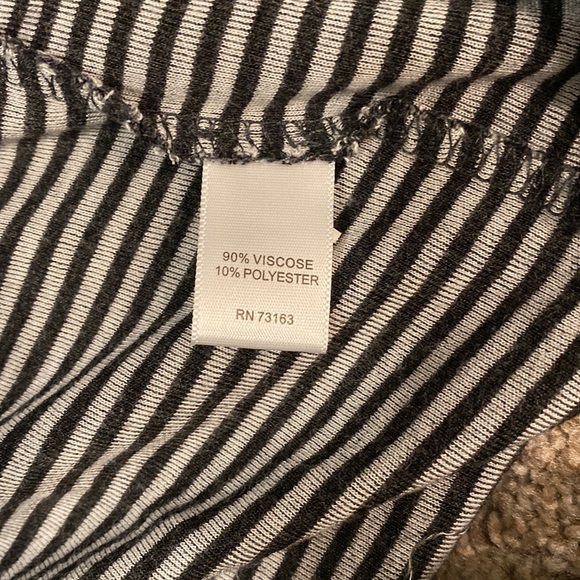 90% VISCOSE
10% POLYESTER
RN 73163